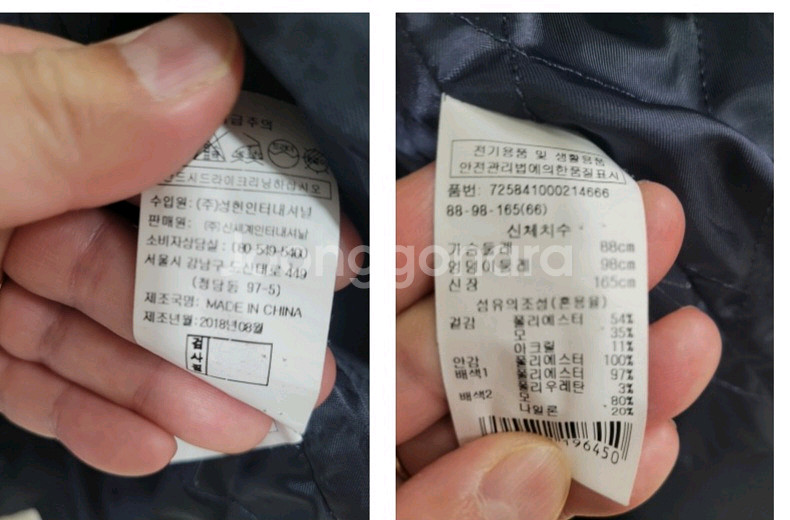 취급주의
반드시드라이크리닝하십시오
수입원: (주)성현인터내셔널
판매원: (주)신세계인터내셔날
소비자상담실: (080-549-5400)
서울시 강남구 도산대로 449
(청담동 97-5)
제조국명: MADE IN CHINA
제조년월: 2018년08월
검사필
전기용품 및 생활용품
안전관리법에의한품질표시
품번: 725841000214666
88-98-165(66)
신체치수
가슴둘레 88cm
엉덩이둘레 98cm
신장 165cm
섬유의조성(혼용율)
겉감 폴리에스터 54%
모 35%
아크릴 11%
안감 폴리에스터 100%
배색1 폴리에스터 97%
폴리우레탄 3%
배색2 모 80%
나일론 20%
96450
joonggonara